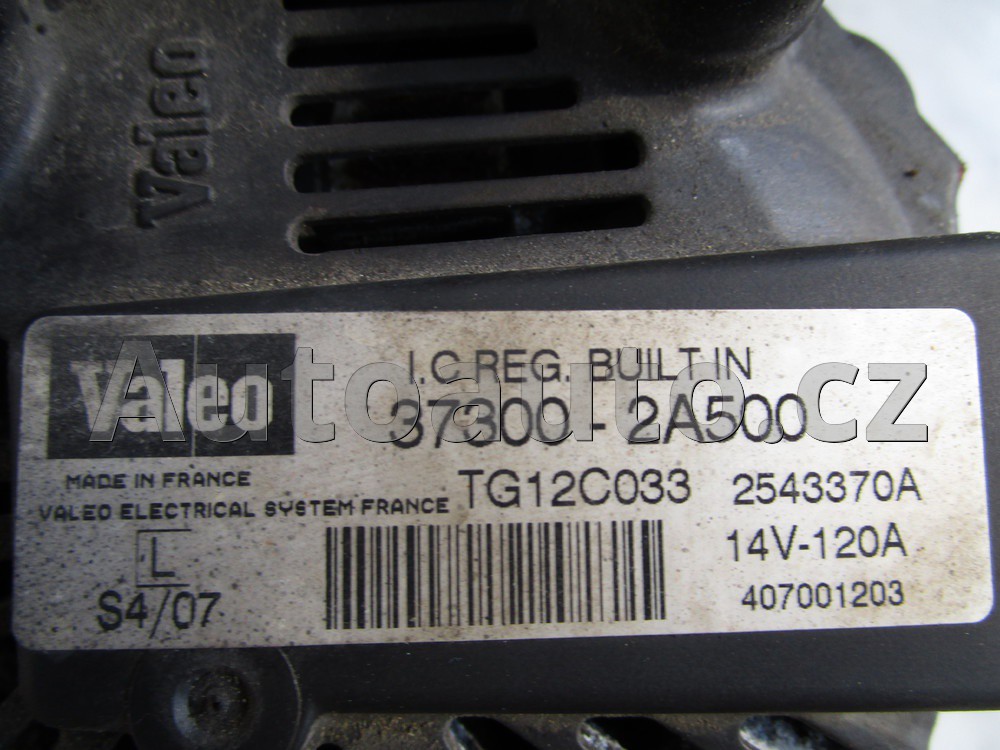 Valeo
Valeo
I.C REG. BUILT IN
37300-2A500
MADE IN FRANCE
VALEO ELECTRICAL SYSTEM FRANCE
TG12C033 2543370A
L
14V-120A
S4/07
407001203
Autoauto.cz